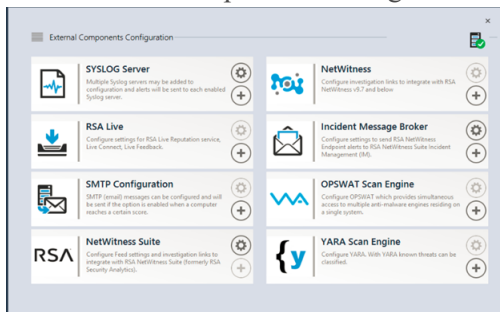 External Components Configuration
SYSLOG Server
Multiple Syslog servers may be added to
configuration and alerts will be sent to each enabled
Syslog server.
NetWitness
Configure investigation links to integrate with RSA
NetWitness v9.7 and below
RSA Live
Configure settings for RSA Live Reputation service,
Live Connect, Live Feedback.
Incident Message Broker
Configure settings to send RSA NetWitness
Endpoint alerts to RSA NetWitness Suite Incident
Management (IM).
SMTP Configuration
SMTP (email) messages can be configured and will
be sent if the option is enabled when a computer
reaches a certain score.
OPSWAT Scan Engine
Configure OPSWAT which provides simultaneous
access to multiple anti-malware engines residing on
a single system.
RSA
NetWitness Suite
Configure Feed settings and investigation links to
integrate with RSA NetWitness Suite (formerly RSA
Security Analytics).
{y
YARA Scan Engine
Configure YARA. With YARA known threats can be
classified.